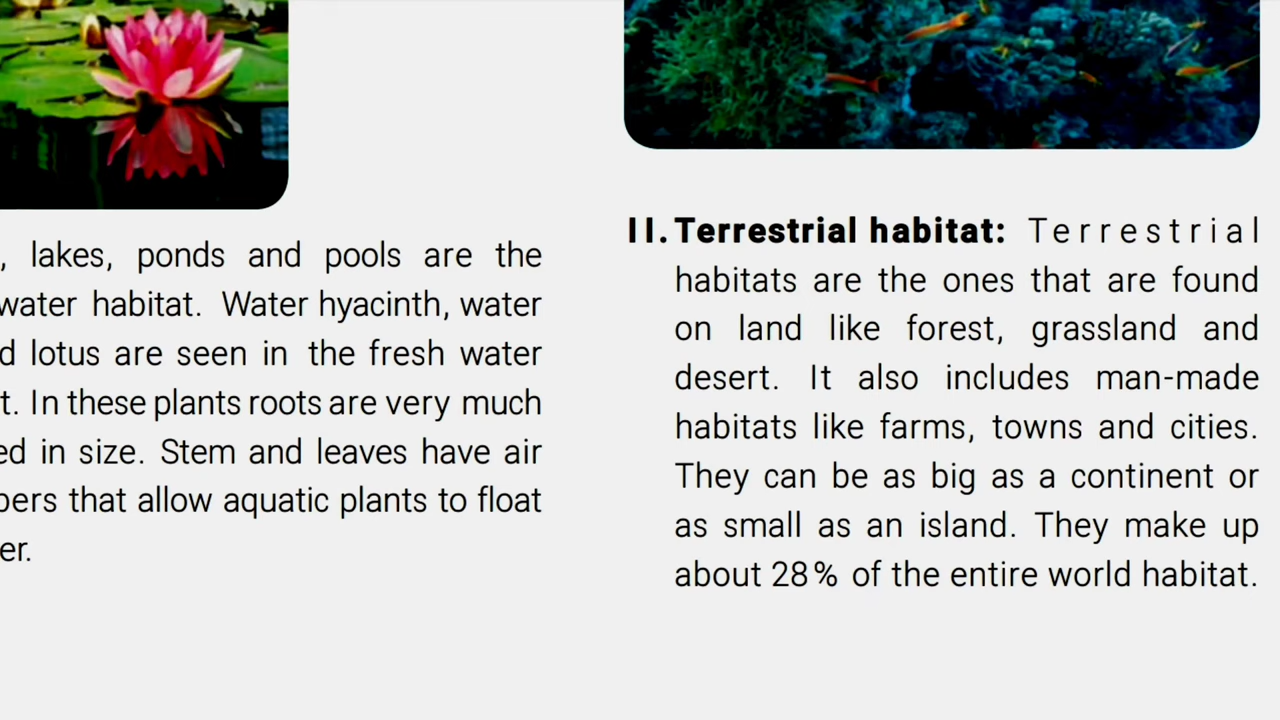 , lakes, ponds and pools are the
water habitat. Water hyacinth, water
lotus are seen in the fresh water
t. In these plants roots are very much
ed in size. Stem and leaves have air
bers that allow aquatic plants to float
er.
II. Terrestrial habitat: Terrestrial
habitats are the ones that are found
on land like forest, grassland and
desert. It also includes man-made
habitats like farms, towns and cities.
They can be as big as a continent or
as small as an island. They make up
about 28% of the entire world habitat.